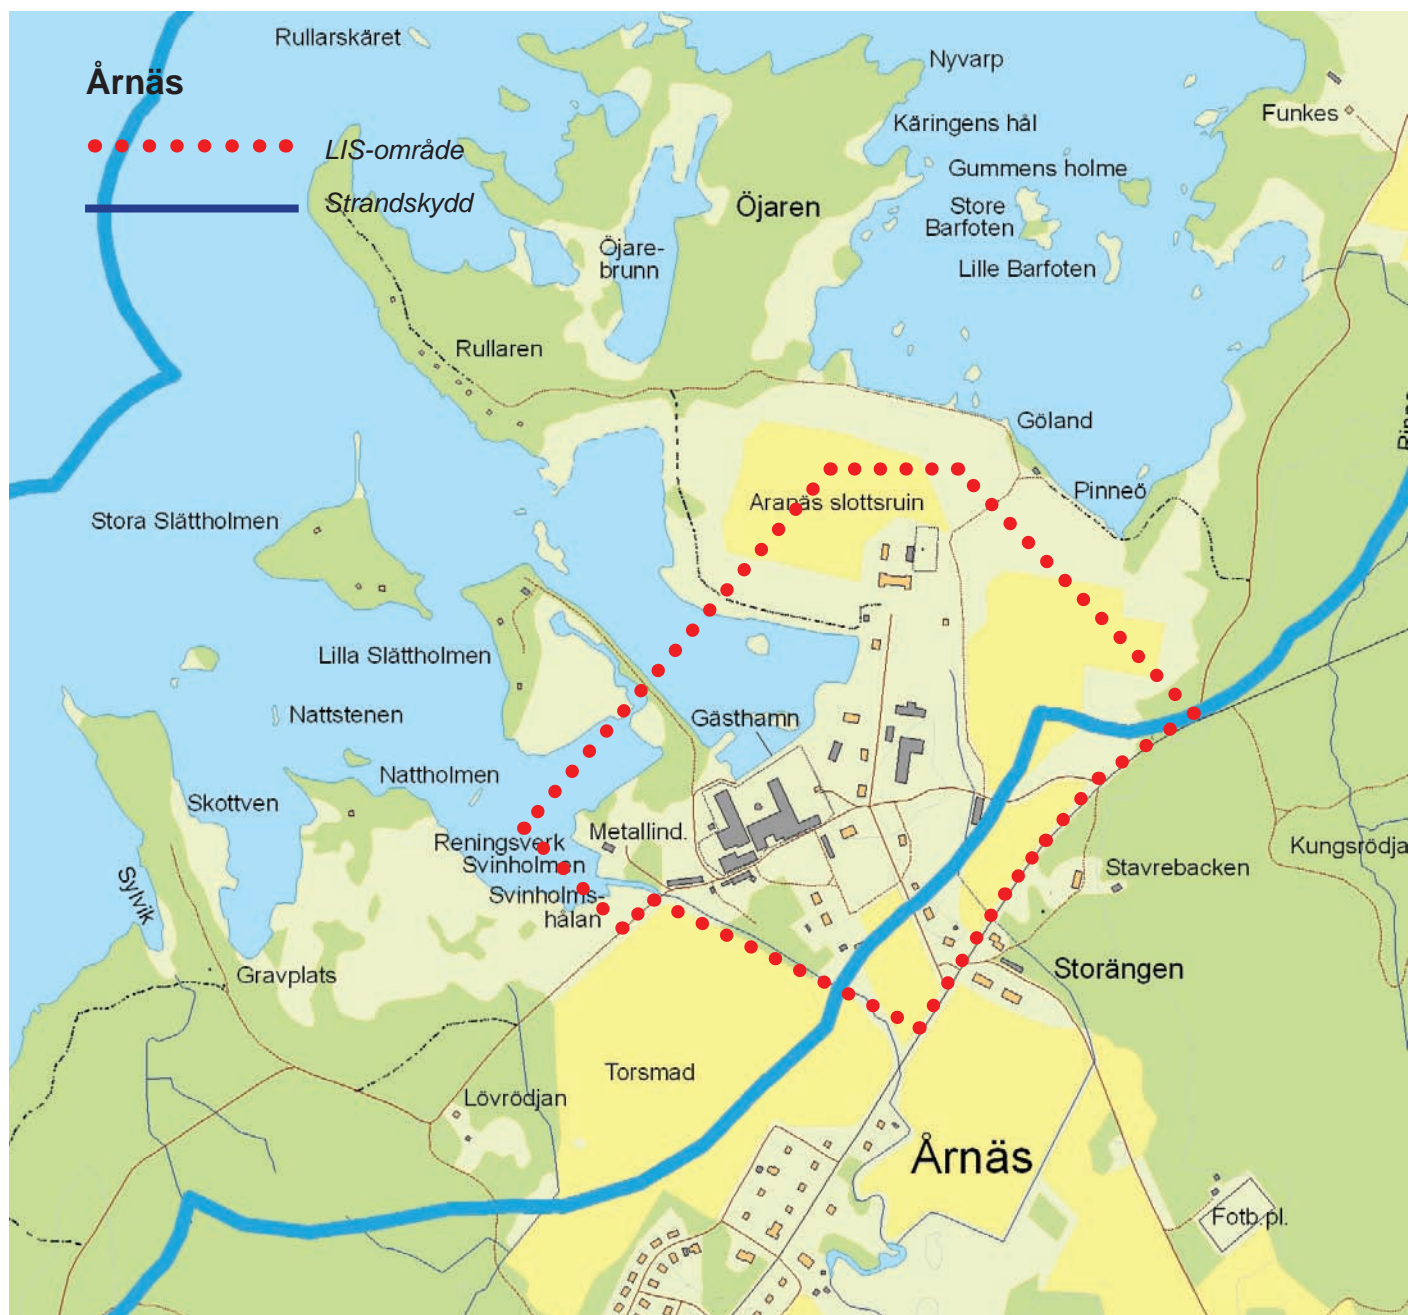 Rullarskäret
Nyvarp
Årnäs
Funkes
Käringens hål
LIS-område
Gummens holme
Strandskydd
Öjaren
Store
Barfoten
Öjare-
brunn
Lille Barfoten
Rullaren
Göland
Pinneö
Aranäs slottsruin
Stora Slättholmen
Lilla Slättholmen
Nattstenen
Gästhamn
Nattholmen
Skottven
Reningsverk
Metallind.
Svinholmen
Kungsrödja
Stavrebacken
Sylvik
Svinholms-
hålan
Gravplats
Storängen
Torsmad
Lövrödjan
Årnäs
Fotb.pl.